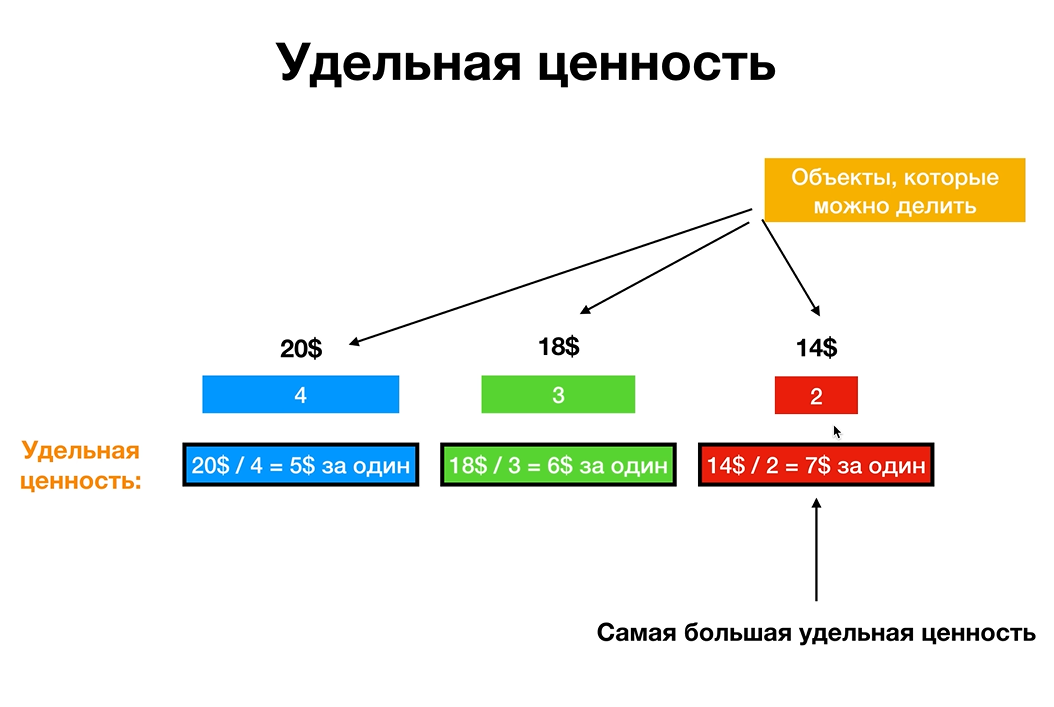 Удельная ценность
Объекты, которые
можно делить
20$
18$
14$
4
3
2
Удельная
ценность:
20$ / 4 = 5$ за один
18$ / 3 = 6$ за один
14$ / 2 = 7$ за один
Самая большая удельная ценность